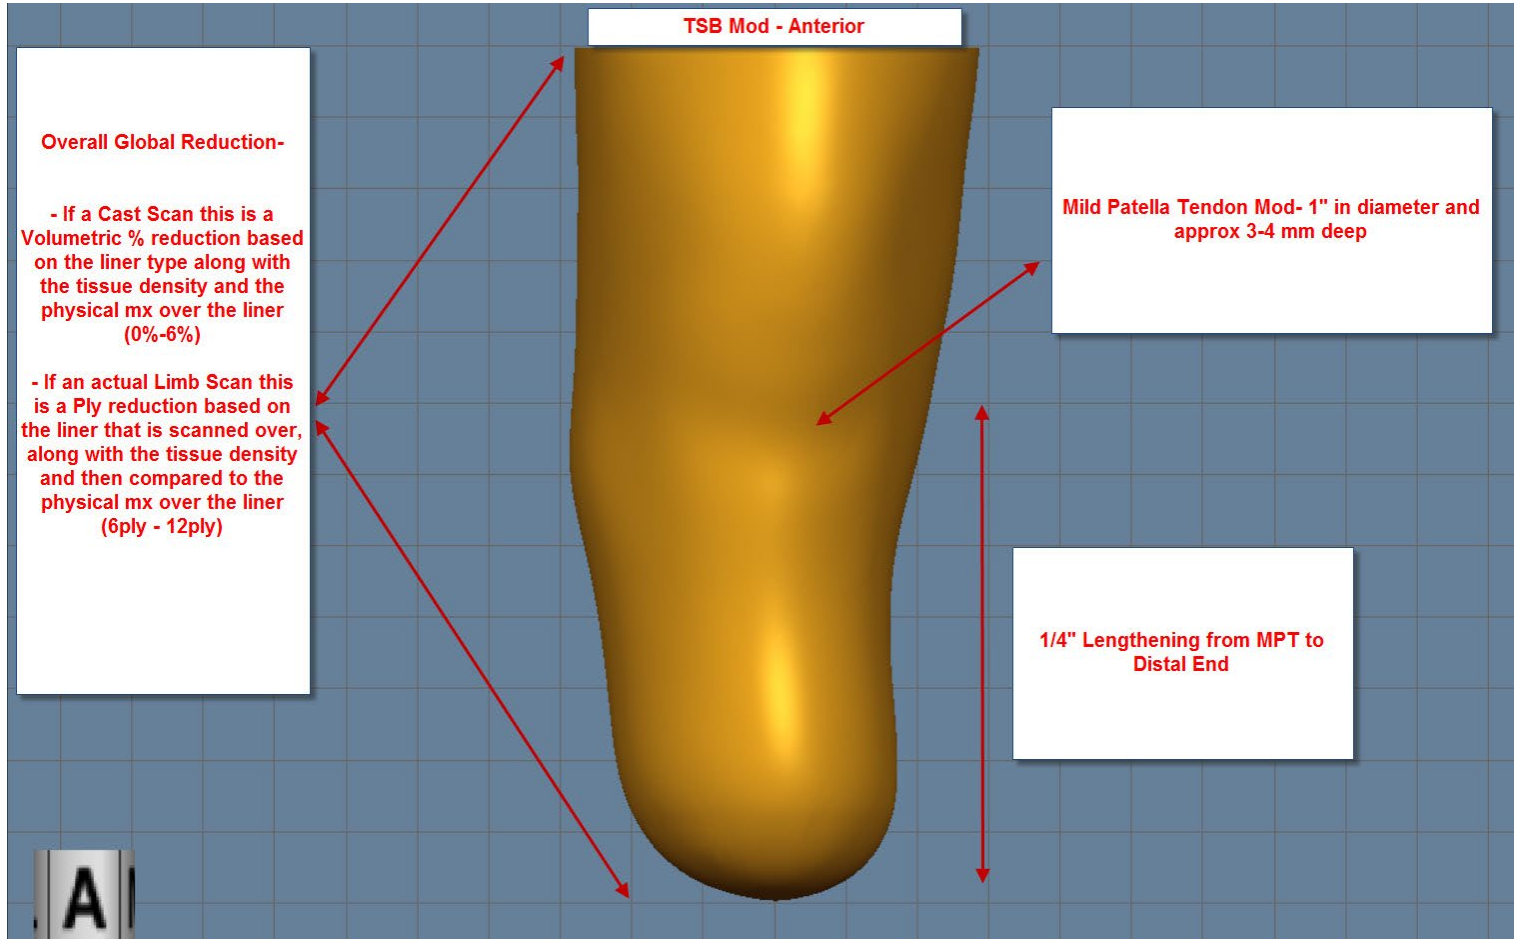 TSB Mod - Anterior
Overall Global Reduction-
- If a Cast Scan this is a
Volumetric % reduction based
on the liner type along with
the tissue density and the
physical mx over the liner
(0%-6%)
- If an actual Limb Scan this
is a Ply reduction based on
the liner that is scanned over,
along with the tissue density
and then compared to the
physical mx over the liner
(6ply - 12ply)
Mild Patella Tendon Mod- 1" in diameter and
approx 3-4 mm deep
1/4" Lengthening from MPT to
Distal End
A